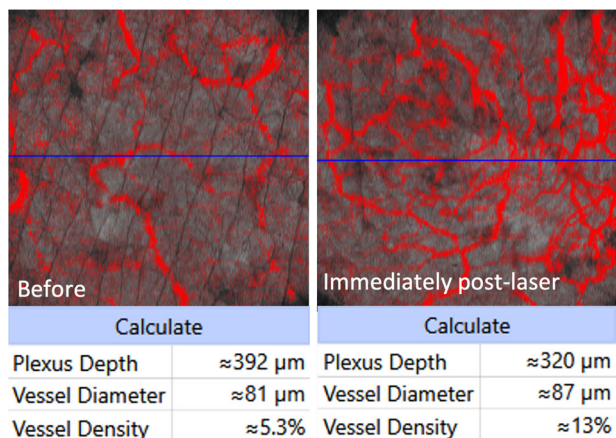 Before
Immediately post-laser
Calculate
Plexus Depth ≈392 µm
Vessel Diameter ≈81 µm
Vessel Density ≈5.3%
Calculate
Plexus Depth ≈320 µm
Vessel Diameter ≈87 µm
Vessel Density ≈13%